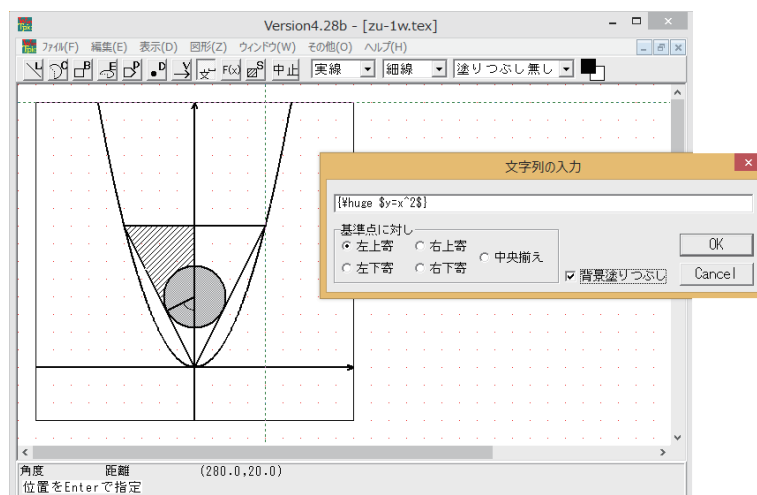 Version4.28b - [zu-1w.tex]
ファイル(F) 編集(E) 表示(D) 図形(Z) ウィンドウ(W) その他(O) ヘルプ(H)
L C B E P D V 文 F(x) S 中止 実線 細線 塗りつぶし無し
文字列の入力
{¥huge $y=x^2$}
基準点に対し
左上寄 右上寄 中央揃え
左下寄 右下寄
背景塗りつぶし
OK
Cancel
角度 距離 (280.0,20.0)
位置をEnterで指定